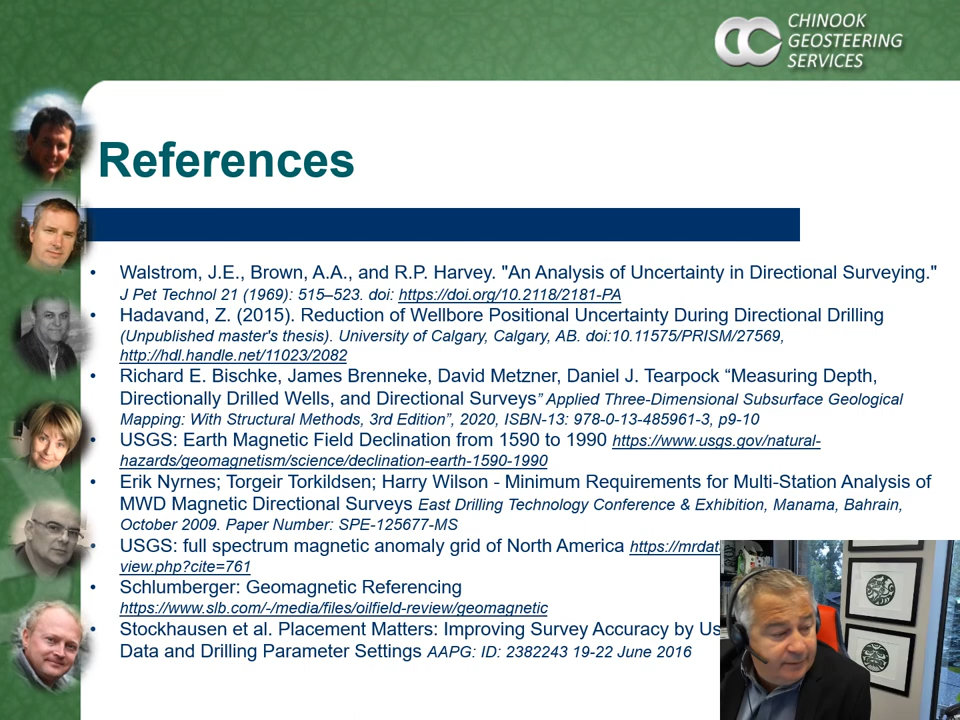 CHINOOK
GEOSTEERING
SERVICES
References
• Walstrom, J.E., Brown, A.A., and R.P. Harvey. "An Analysis of Uncertainty in Directional Surveying."
J Pet Technol 21 (1969): 515–523. doi: https://doi.org/10.2118/2181-PA
• Hadavand, Z. (2015). Reduction of Wellbore Positional Uncertainty During Directional Drilling
(Unpublished master's thesis). University of Calgary, Calgary, AB. doi:10.11575/PRISM/27569,
http://hdl.handle.net/11023/2082
• Richard E. Bischke, James Brenneke, David Metzner, Daniel J. Tearpock “Measuring Depth,
Directionally Drilled Wells, and Directional Surveys” Applied Three-Dimensional Subsurface Geological
Mapping: With Structural Methods, 3rd Edition”, 2020, ISBN-13: 978-0-13-485961-3, p9-10
• USGS: Earth Magnetic Field Declination from 1590 to 1990 https://www.usgs.gov/natural-
hazards/geomagnetism/science/declination-earth-1590-1990
• Erik Nyrnes; Torgeir Torkildsen; Harry Wilson - Minimum Requirements for Multi-Station Analysis of
MWD Magnetic Directional Surveys East Drilling Technology Conference & Exhibition, Manama, Bahrain,
October 2009. Paper Number: SPE-125677-MS
• USGS: full spectrum magnetic anomaly grid of North America https://mrdat
view.php?cite=761
• Schlumberger: Geomagnetic Referencing
https://www.slb.com/-/media/files/oilfield-review/geomagnetic
• Stockhausen et al. Placement Matters: Improving Survey Accuracy by Us
Data and Drilling Parameter Settings AAPG: ID: 2382243 19-22 June 2016